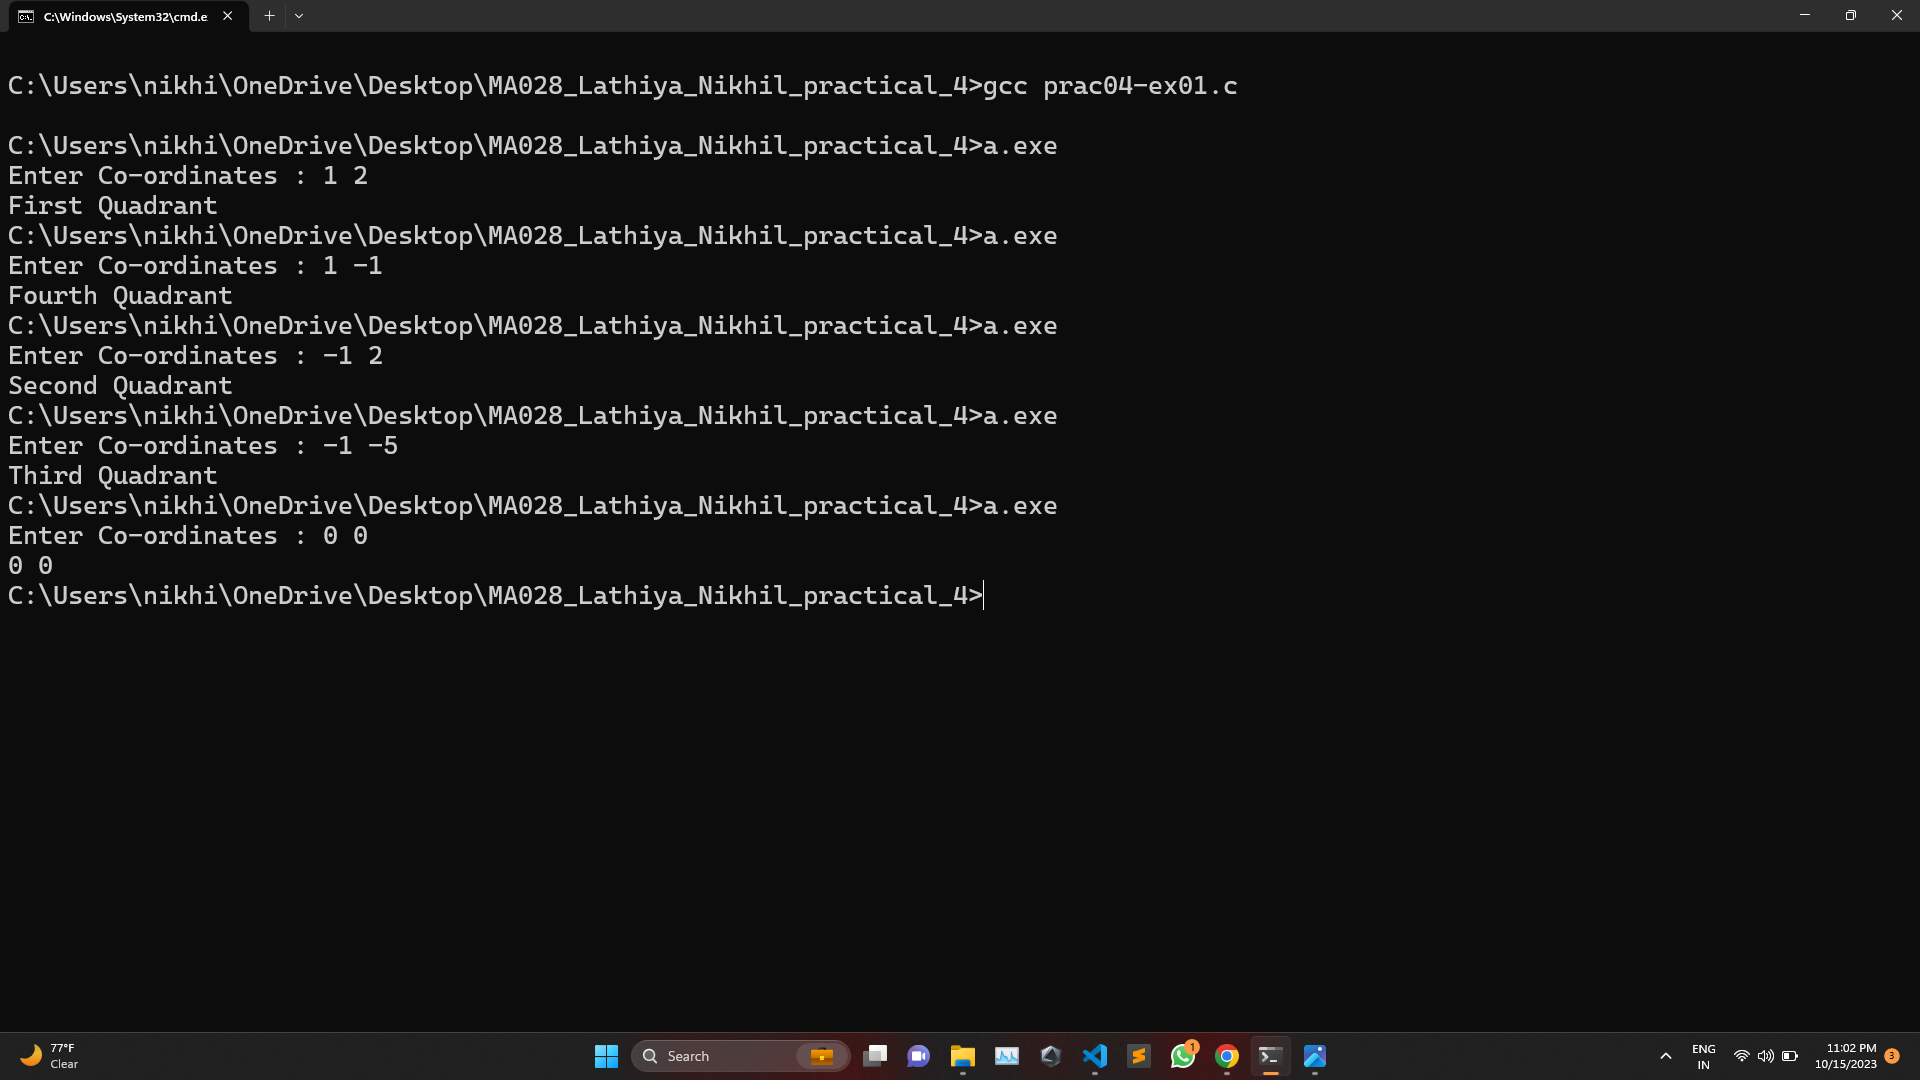 C:\Windows\System32\cmd.e
C:\Users\nikhi\OneDrive\Desktop\MA028_Lathiya_Nikhil_practical_4>gcc prac04-ex01.c
C:\Users\nikhi\OneDrive\Desktop\MA028_Lathiya_Nikhil_practical_4>a.exe
Enter Co-ordinates : 1 2
First Quadrant
C:\Users\nikhi\OneDrive\Desktop\MA028_Lathiya_Nikhil_practical_4>a.exe
Enter Co-ordinates : 1 -1
Fourth Quadrant
C:\Users\nikhi\OneDrive\Desktop\MA028_Lathiya_Nikhil_practical_4>a.exe
Enter Co-ordinates : -1 2
Second Quadrant
C:\Users\nikhi\OneDrive\Desktop\MA028_Lathiya_Nikhil_practical_4>a.exe
Enter Co-ordinates : -1 -5
Third Quadrant
C:\Users\nikhi\OneDrive\Desktop\MA028_Lathiya_Nikhil_practical_4>a.exe
Enter Co-ordinates : 0 0
0 0
C:\Users\nikhi\OneDrive\Desktop\MA028_Lathiya_Nikhil_practical_4>
77°F
Clear
Search
1
ENG
IN
11:02 PM
10/15/2023
3